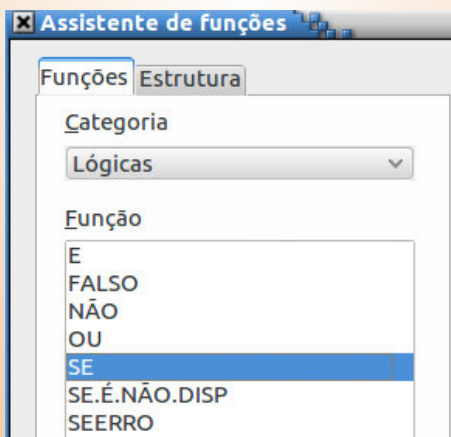 Assistente de funções
Funções Estrutura
Categoria
Lógicas
Função
E
FALSO
NÃO
OU
SE
SE.É.NÃO.DISP
SEERRO